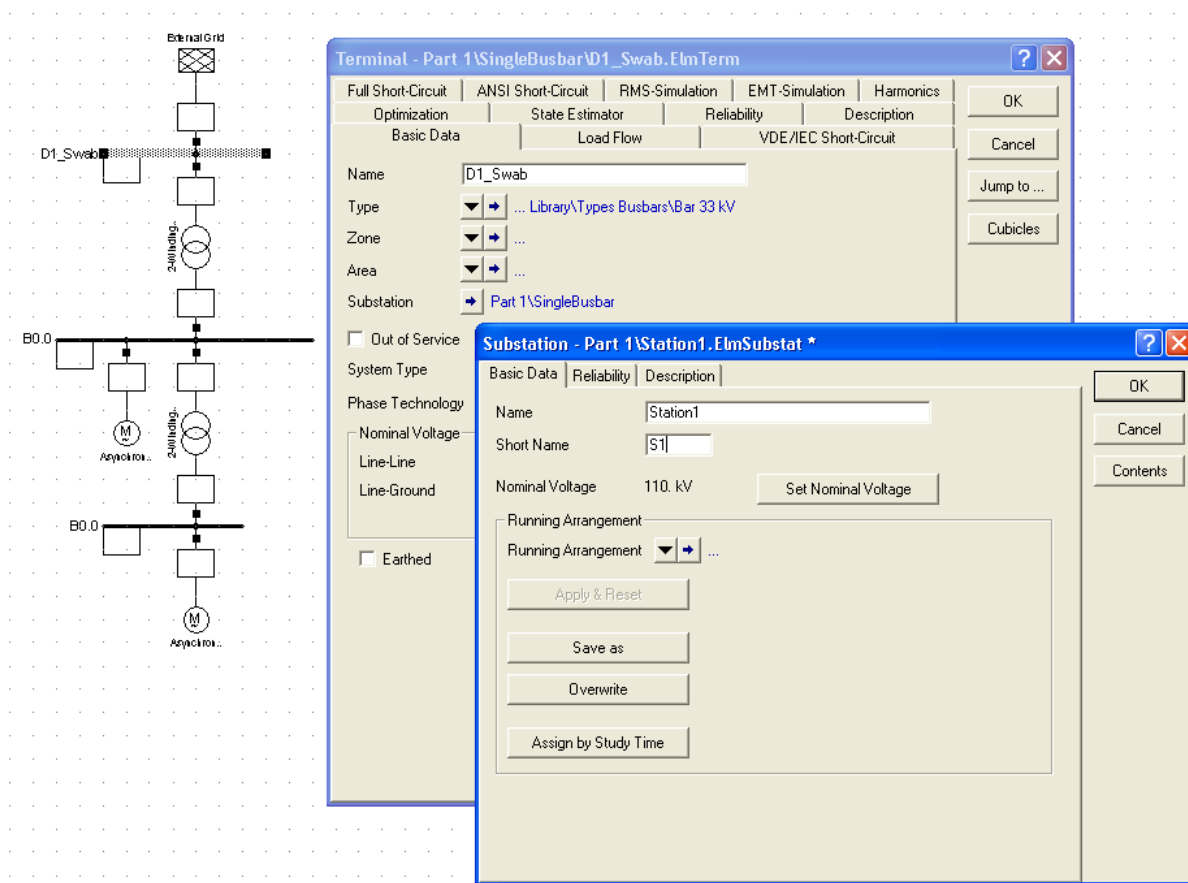 External Grid
D1_Swab
2-Winding..
B0.0
M
Asynchron..
2-Winding..
B0.0
M
Asynchron..
Terminal - Part 1\SingleBusbar\D1_Swab.ElmTerm
Full Short-Circuit ANSI Short-Circuit RMS-Simulation EMT-Simulation Harmonics
Optimization State Estimator Reliability Description
Basic Data Load Flow VDE/IEC Short-Circuit
Name D1_Swab
Type ... Library\Types Busbars\Bar 33 kV
Zone ...
Area ...
Substation Part 1\SingleBusbar
Out of Service
System Type
Phase Technology
Nominal Voltage
Line-Line
Line-Ground
Earthed
OK
Cancel
Jump to ...
Cubicles
Substation - Part 1\Station1.ElmSubstat *
Basic Data Reliability Description
Name Station1
Short Name S1
Nominal Voltage 110. kV Set Nominal Voltage
Running Arrangement
Running Arrangement ...
Apply & Reset
Save as
Overwrite
Assign by Study Time
OK
Cancel
Contents